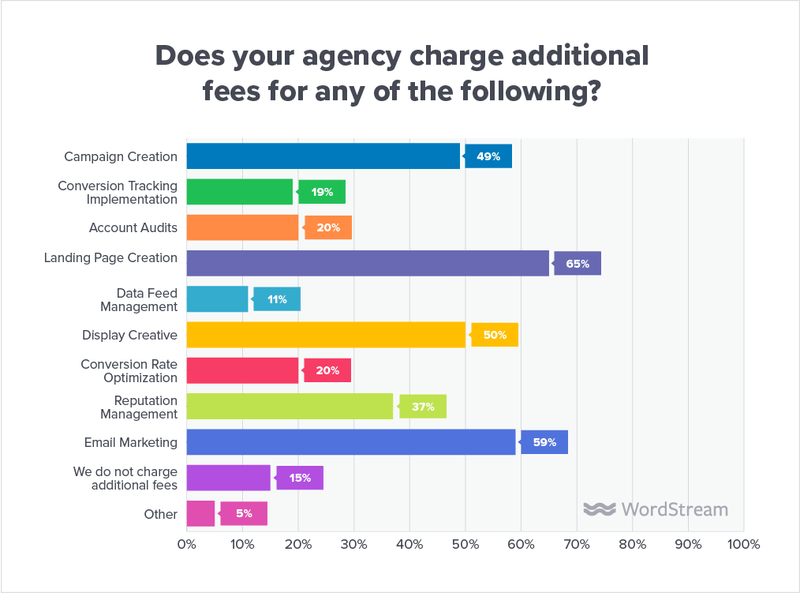 Does your agency charge additional
fees for any of the following?
Campaign Creation
49%
Conversion Tracking
Implementation
19%
Account Audits
20%
Landing Page Creation
65%
Data Feed
Management
11%
Display Creative
50%
Conversion Rate
Optimization
20%
Reputation
Management
37%
Email Marketing
59%
We do not charge
additional fees
15%
Other
5%
WordStream
0% 10% 20% 30% 40% 50% 60% 70% 80% 90% 100%